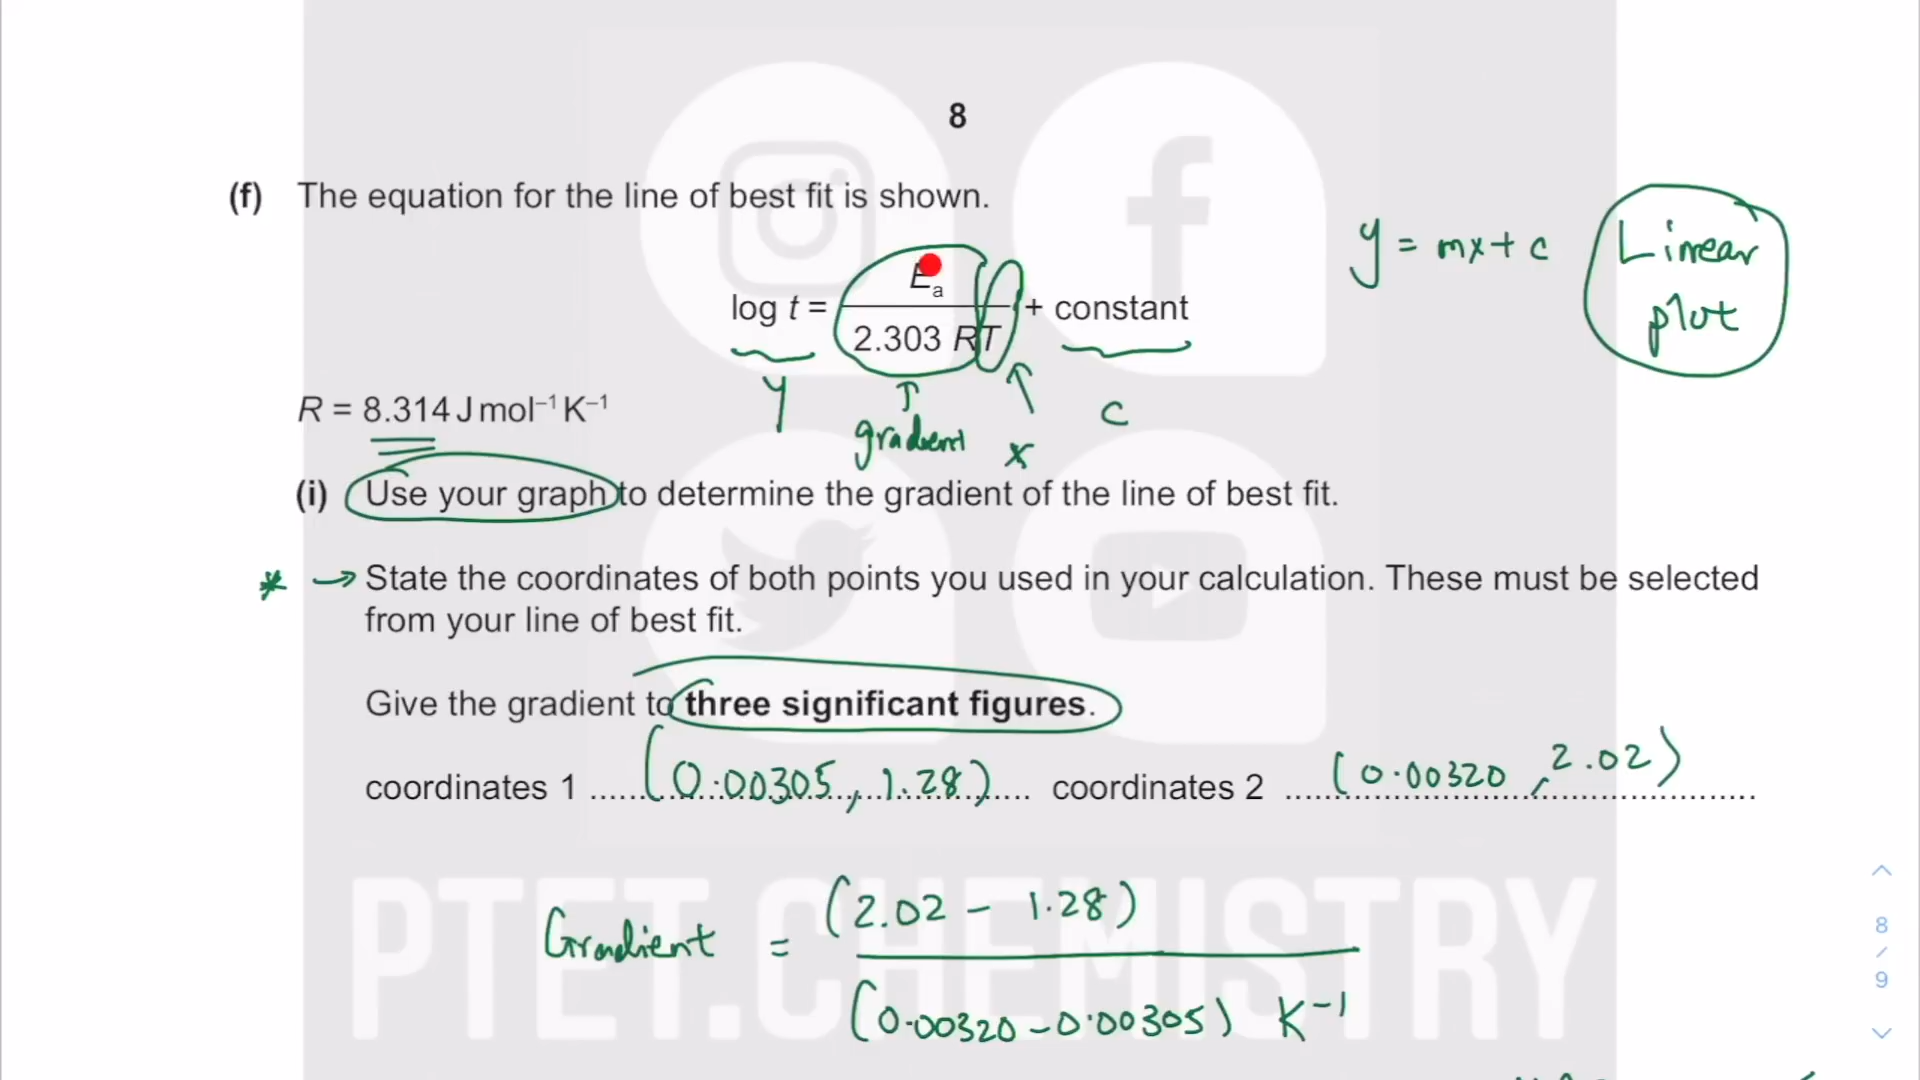 8
(f) The equation for the line of best fit is shown.
y = mx + c
Linear
plot
log t = Ea / 2.303 RT + constant
y
gradient
x
c
R = 8.314 J mol⁻¹ K⁻¹
(i) Use your graph to determine the gradient of the line of best fit.
* → State the coordinates of both points you used in your calculation. These must be selected
from your line of best fit.
Give the gradient to three significant figures.
coordinates 1 ..... (0.00305, 1.28) ..... coordinates 2 ..... (0.00320, 2.02) .....
Gradient = (2.02 - 1.28)
(0.00320 - 0.00305) K⁻¹
PTET.CHEMISTRY
8
/
9